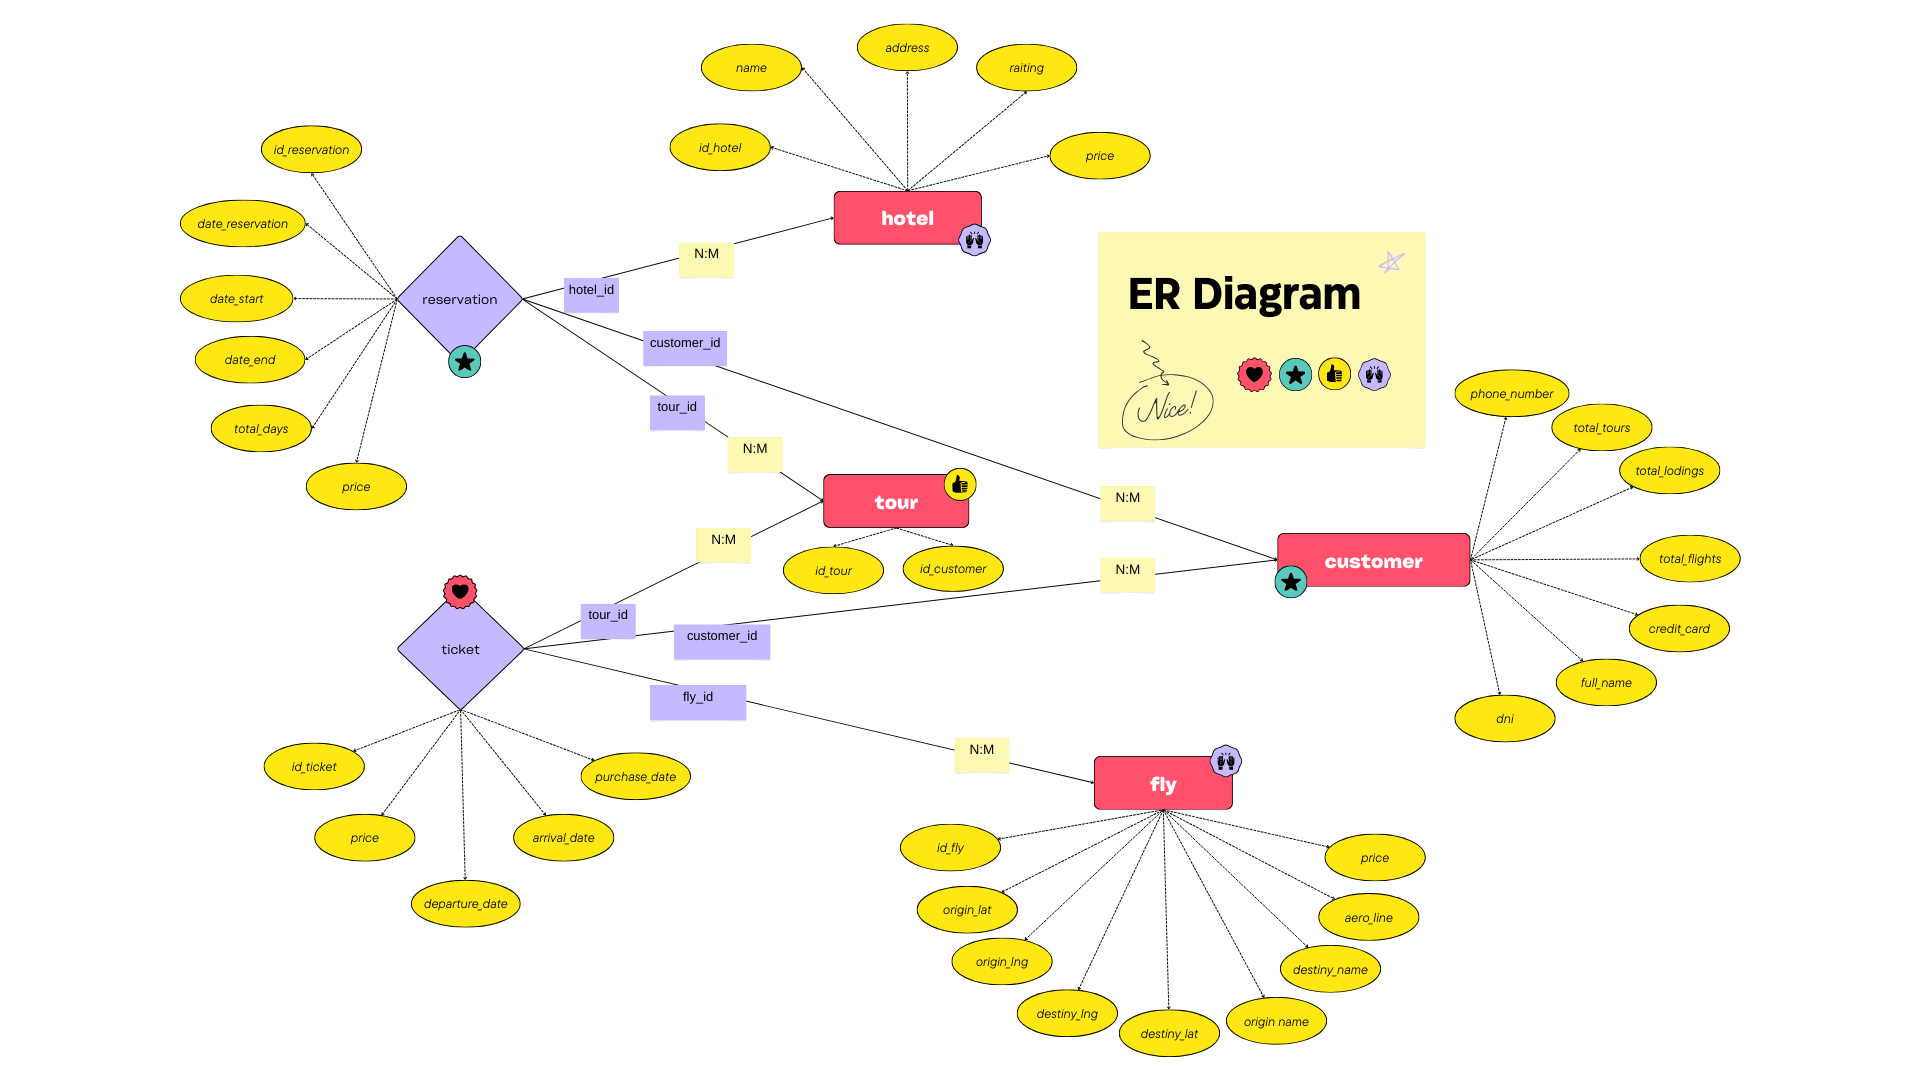 address
name
raiting
id_hotel
price
hotel
id_reservation
date_reservation
date_start
date_end
total_days
price
reservation
N:M
hotel_id
customer_id
tour_id
N:M
ER Diagram
Nice!
tour
id_tour
id_customer
N:M
N:M
N:M
phone_number
total_tours
total_lodings
total_flights
credit_card
full_name
dni
customer
tour_id
customer_id
fly_id
ticket
N:M
id_ticket
purchase_date
price
arrival_date
departure_date
fly
id_fly
price
origin_lat
aero_line
origin_lng
destiny_name
destiny_lng
origin name
destiny_lat